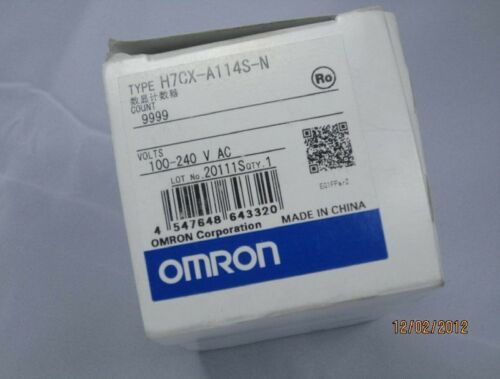 TYPE H7CX-A114S-N
数显计数器
COUNT
9999
Ro
VOLTS
100-240 V AC
LOT No.20111S QTY.1
4 547648 643320
OMRON Corporation
MADE IN CHINA
OMRON
12/02/2012